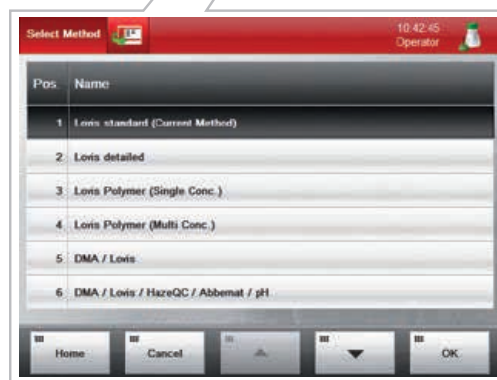 Select Method
10:42:45
Operator
Pos. Name
1 Lovis standard (Current Method)
2 Lovis detailed
3 Lovis Polymer (Single Conc.)
4 Lovis Polymer (Multi Conc.)
5 DMA / Lovis
6 DMA / Lovis / HazeQC / Abbemat / pH
Home
Cancel
OK